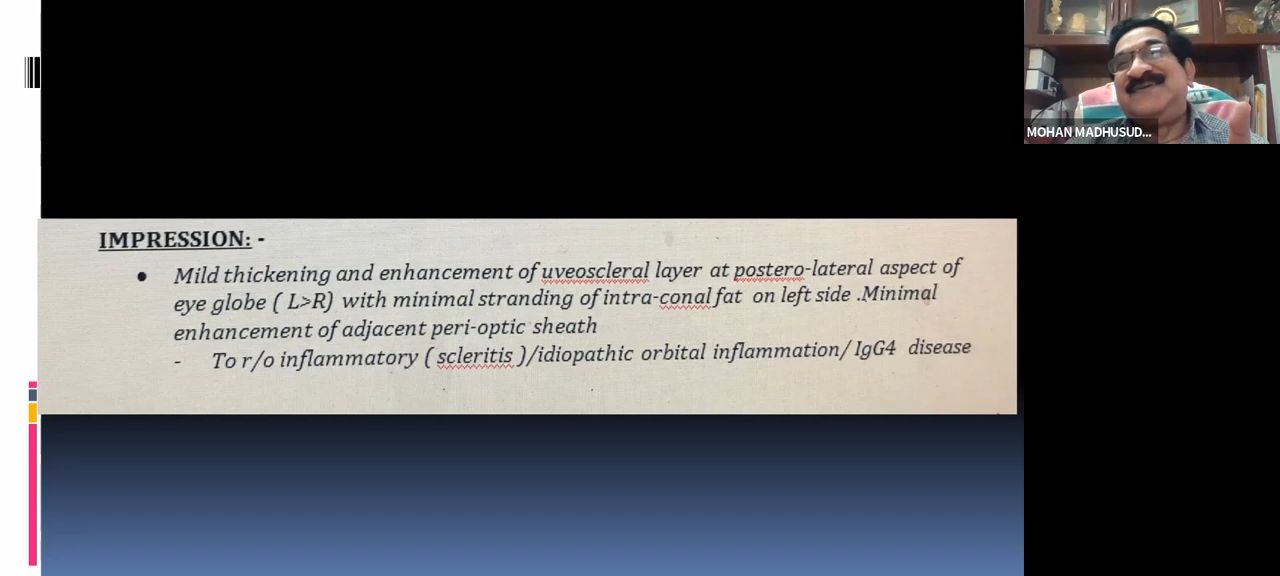 MOHAN MADHUSUD...
IMPRESSION: -
● Mild thickening and enhancement of uveoscleral layer at postero-lateral aspect of
eye globe ( L>R) with minimal stranding of intra-conal fat on left side .Minimal
enhancement of adjacent peri-optic sheath
- To r/o inflammatory ( scleritis )/idiopathic orbital inflammation/ IgG4 disease